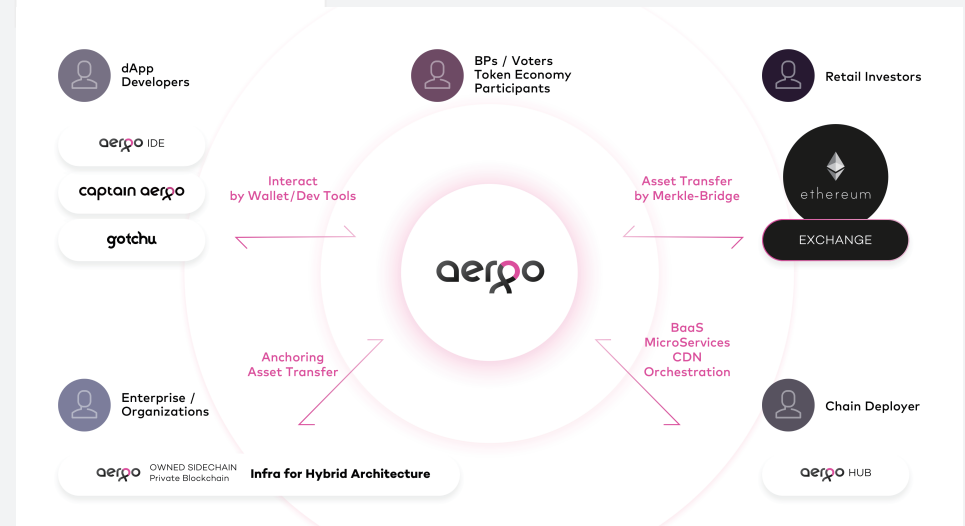 dApp
Developers
BPs / Voters
Token Economy
Participants
Retail Investors
aergo IDE
captain aergo
gotchu
Interact
by Wallet/Dev Tools
Asset Transfer
by Merkle-Bridge
ethereum
EXCHANGE
aergo
Anchoring
Asset Transfer
BaaS
MicroServices
CDN
Orchestration
Enterprise /
Organizations
Chain Deployer
aergo
OWNED SIDECHAIN
Private Blockchain
Infra for Hybrid Architecture
aergo HUB